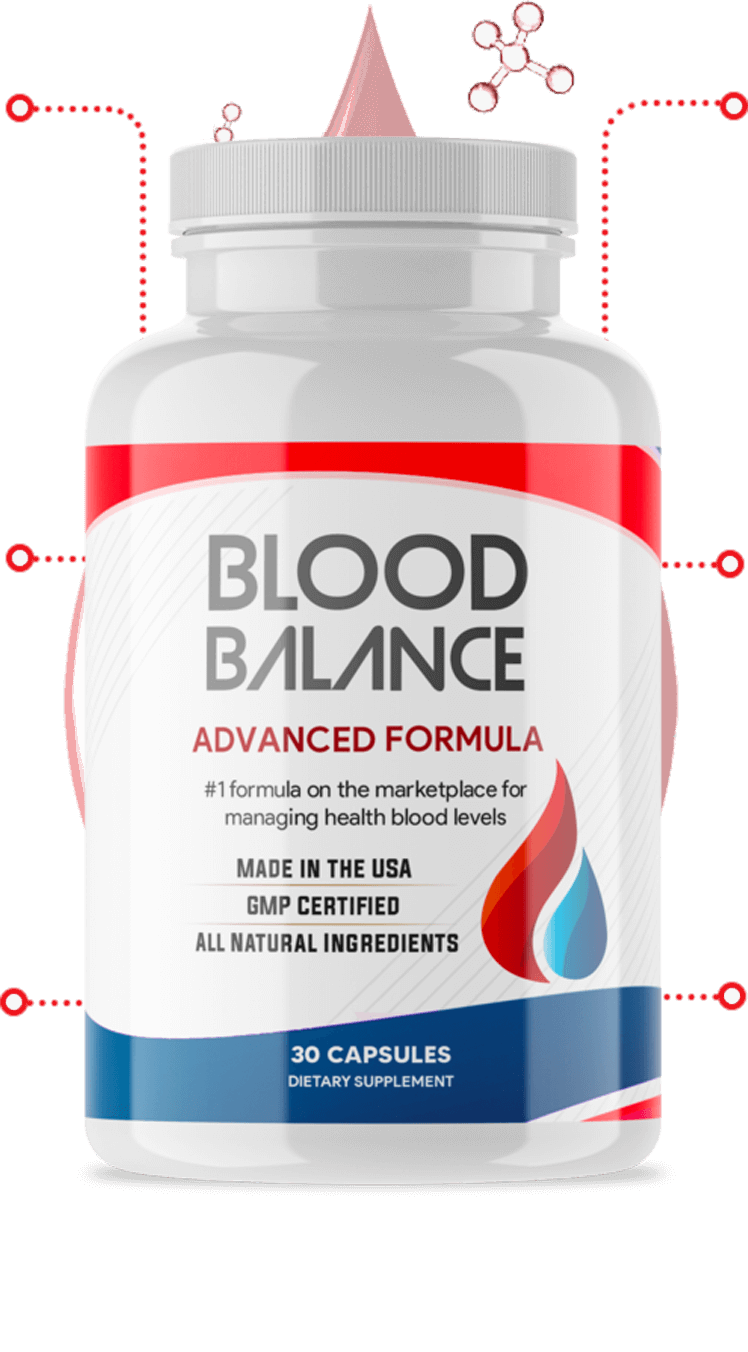 BLOOD
BALANCE
ADVANCED FORMULA
#1 formula on the marketplace for
managing health blood levels
MADE IN THE USA
GMP CERTIFIED
ALL NATURAL INGREDIENTS
30 CAPSULES
DIETARY SUPPLEMENT